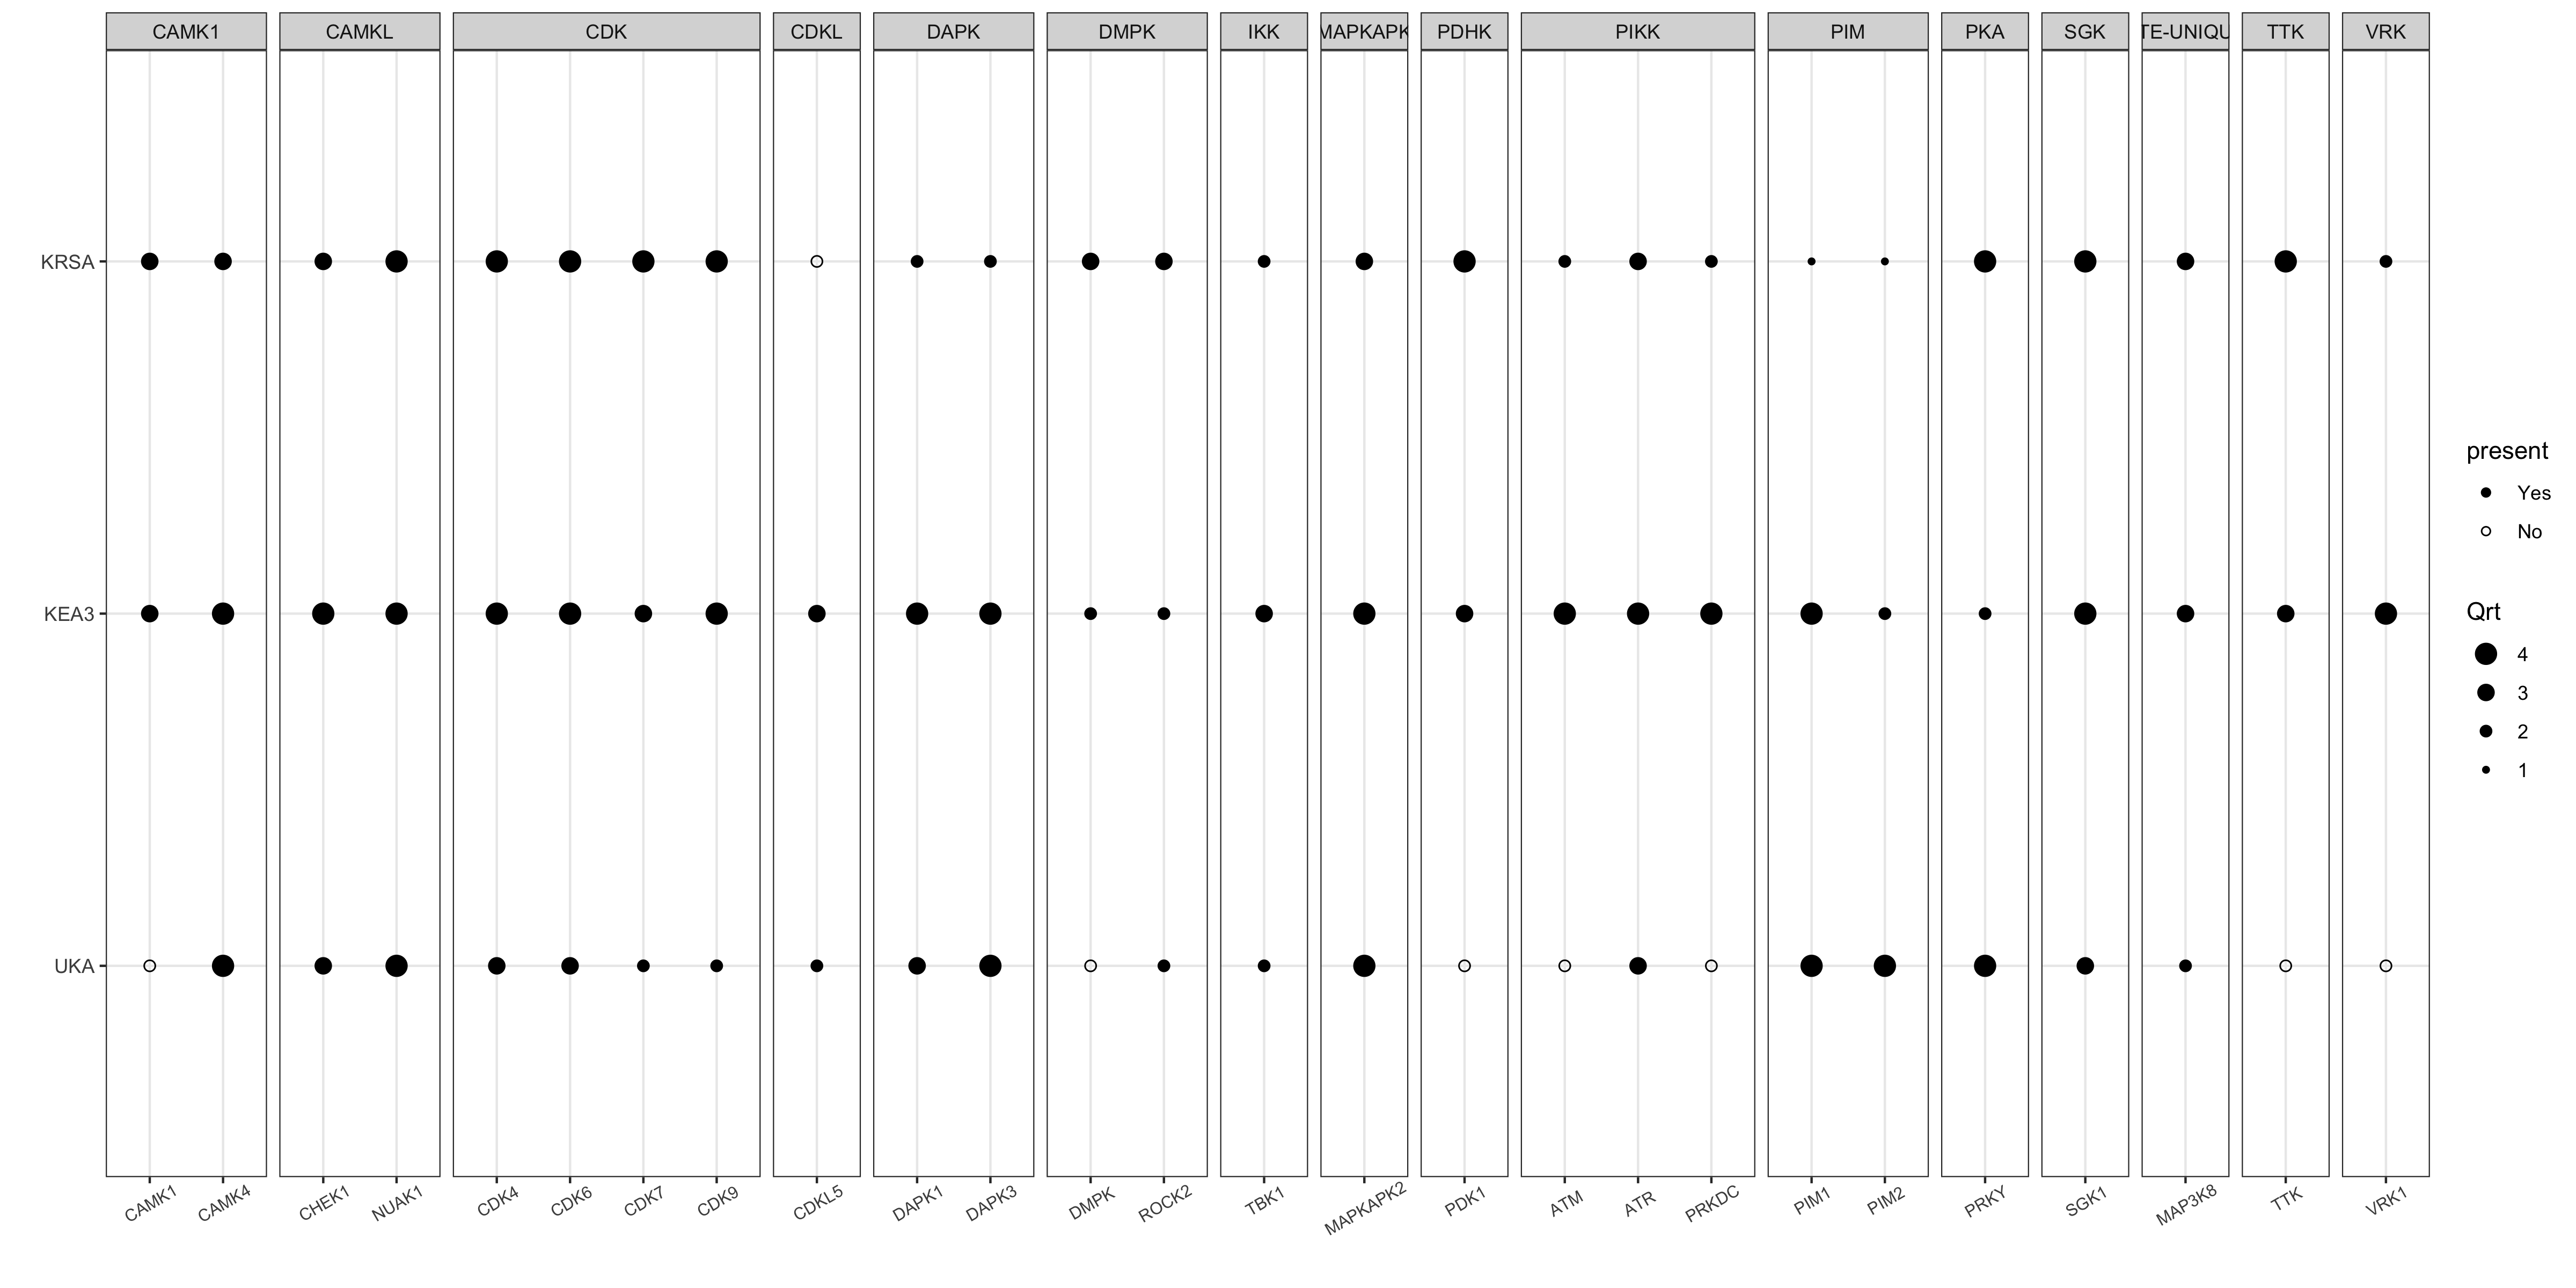 CAMK1 CAMKL CDK CDKL DAPK DMPK IKK MAPKAPK PDHK PIKK PIM PKA SGK TE-UNIQU TTK VRK
KRSA
KEA3
UKA
CAMK1 CAMK4 CHEK1 NUAK1 CDK4 CDK6 CDK7 CDK9 CDKL5 DAPK1 DAPK3 DMPK ROCK2 TBK1 MAPKAPK2 PDK1 ATM ATR PRKDC PIM1 PIM2 PRKY SGK1 MAP3K8 TTK VRK1
present
Yes
No
Qrt
4
3
2
1